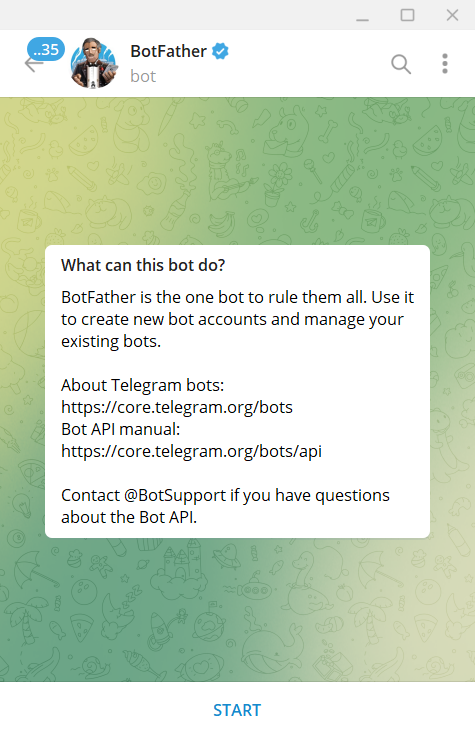 ..35
BotFather
bot
What can this bot do?
BotFather is the one bot to rule them all. Use it
to create new bot accounts and manage your
existing bots.
About Telegram bots:
https://core.telegram.org/bots
Bot API manual:
https://core.telegram.org/bots/api
Contact @BotSupport if you have questions
about the Bot API.
START